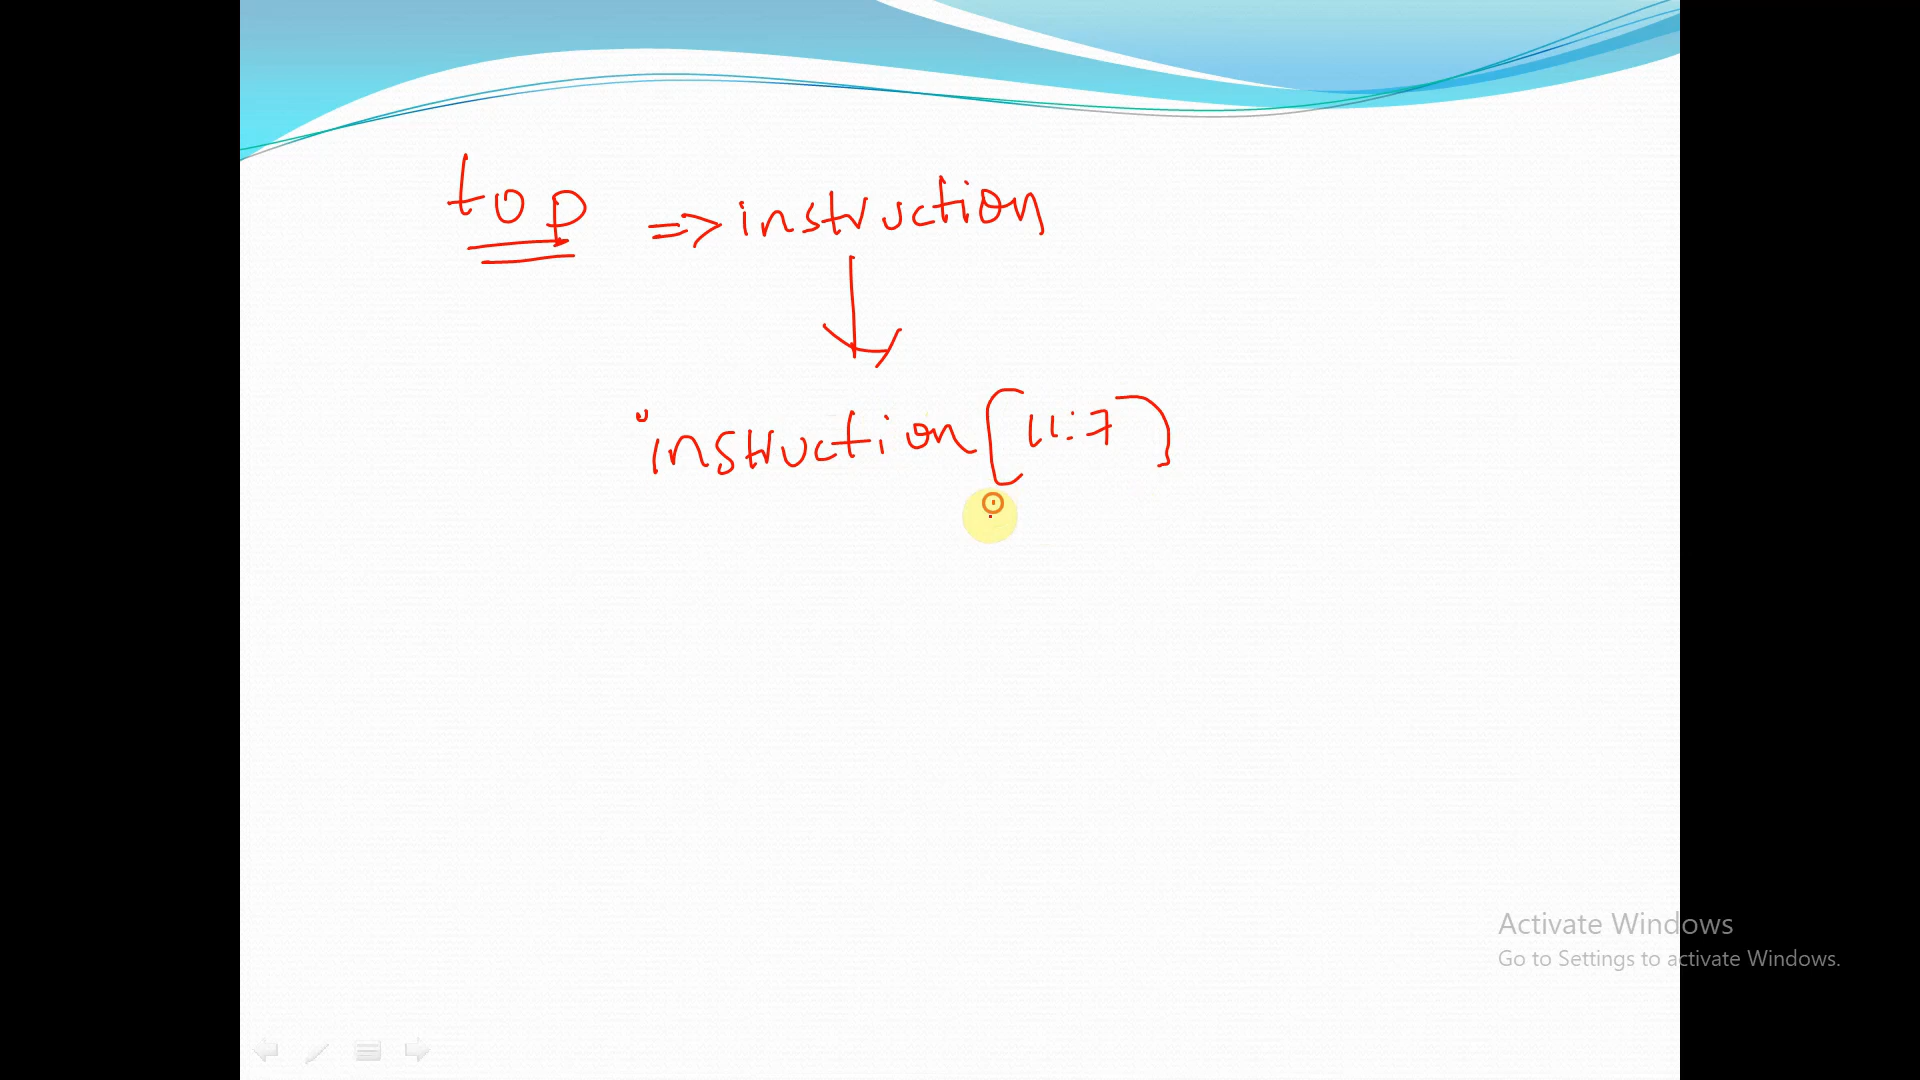 top => instruction
instruction[11:7]
Activate Windows
Go to Settings to activate Windows.